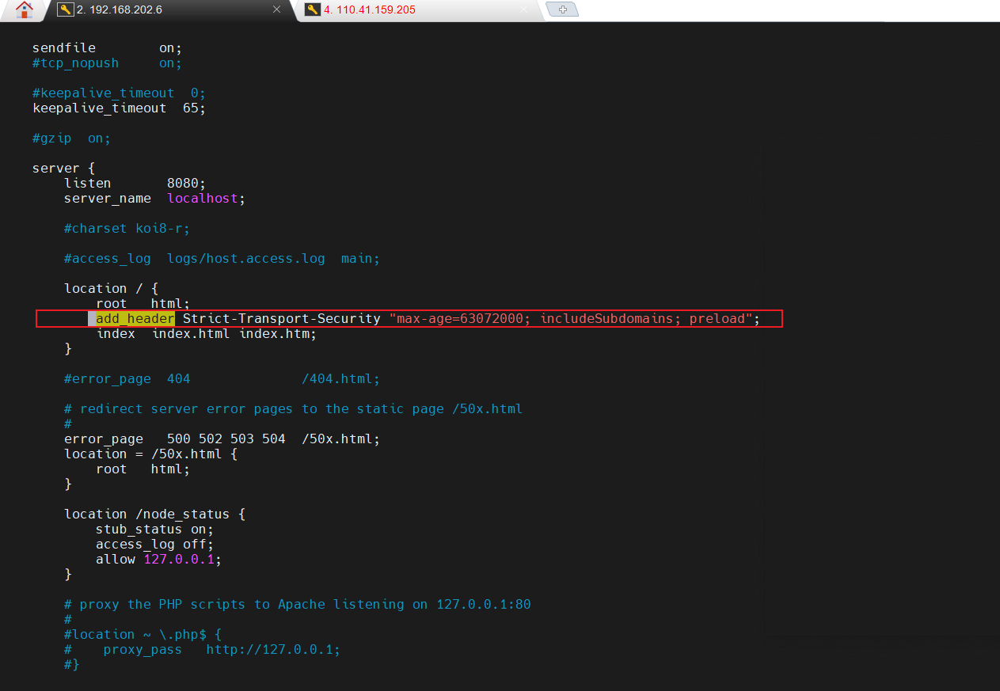 2. 192.168.202.6
4. 110.41.159.205
sendfile        on;
#tcp_nopush     on;
#keepalive_timeout  0;
keepalive_timeout  65;
#gzip  on;
server {
listen       8080;
server_name  localhost;
#charset koi8-r;
#access_log  logs/host.access.log  main;
location / {
root   html;
add_header Strict-Transport-Security "max-age=63072000; includeSubdomains; preload";
index  index.html index.htm;
}
#error_page  404              /404.html;
# redirect server error pages to the static page /50x.html
#
error_page   500 502 503 504  /50x.html;
location = /50x.html {
root   html;
}
location /node_status {
stub_status on;
access_log off;
allow 127.0.0.1;
}
# proxy the PHP scripts to Apache listening on 127.0.0.1:80
#
#location ~ \.php$ {
#    proxy_pass   http://127.0.0.1;
#}